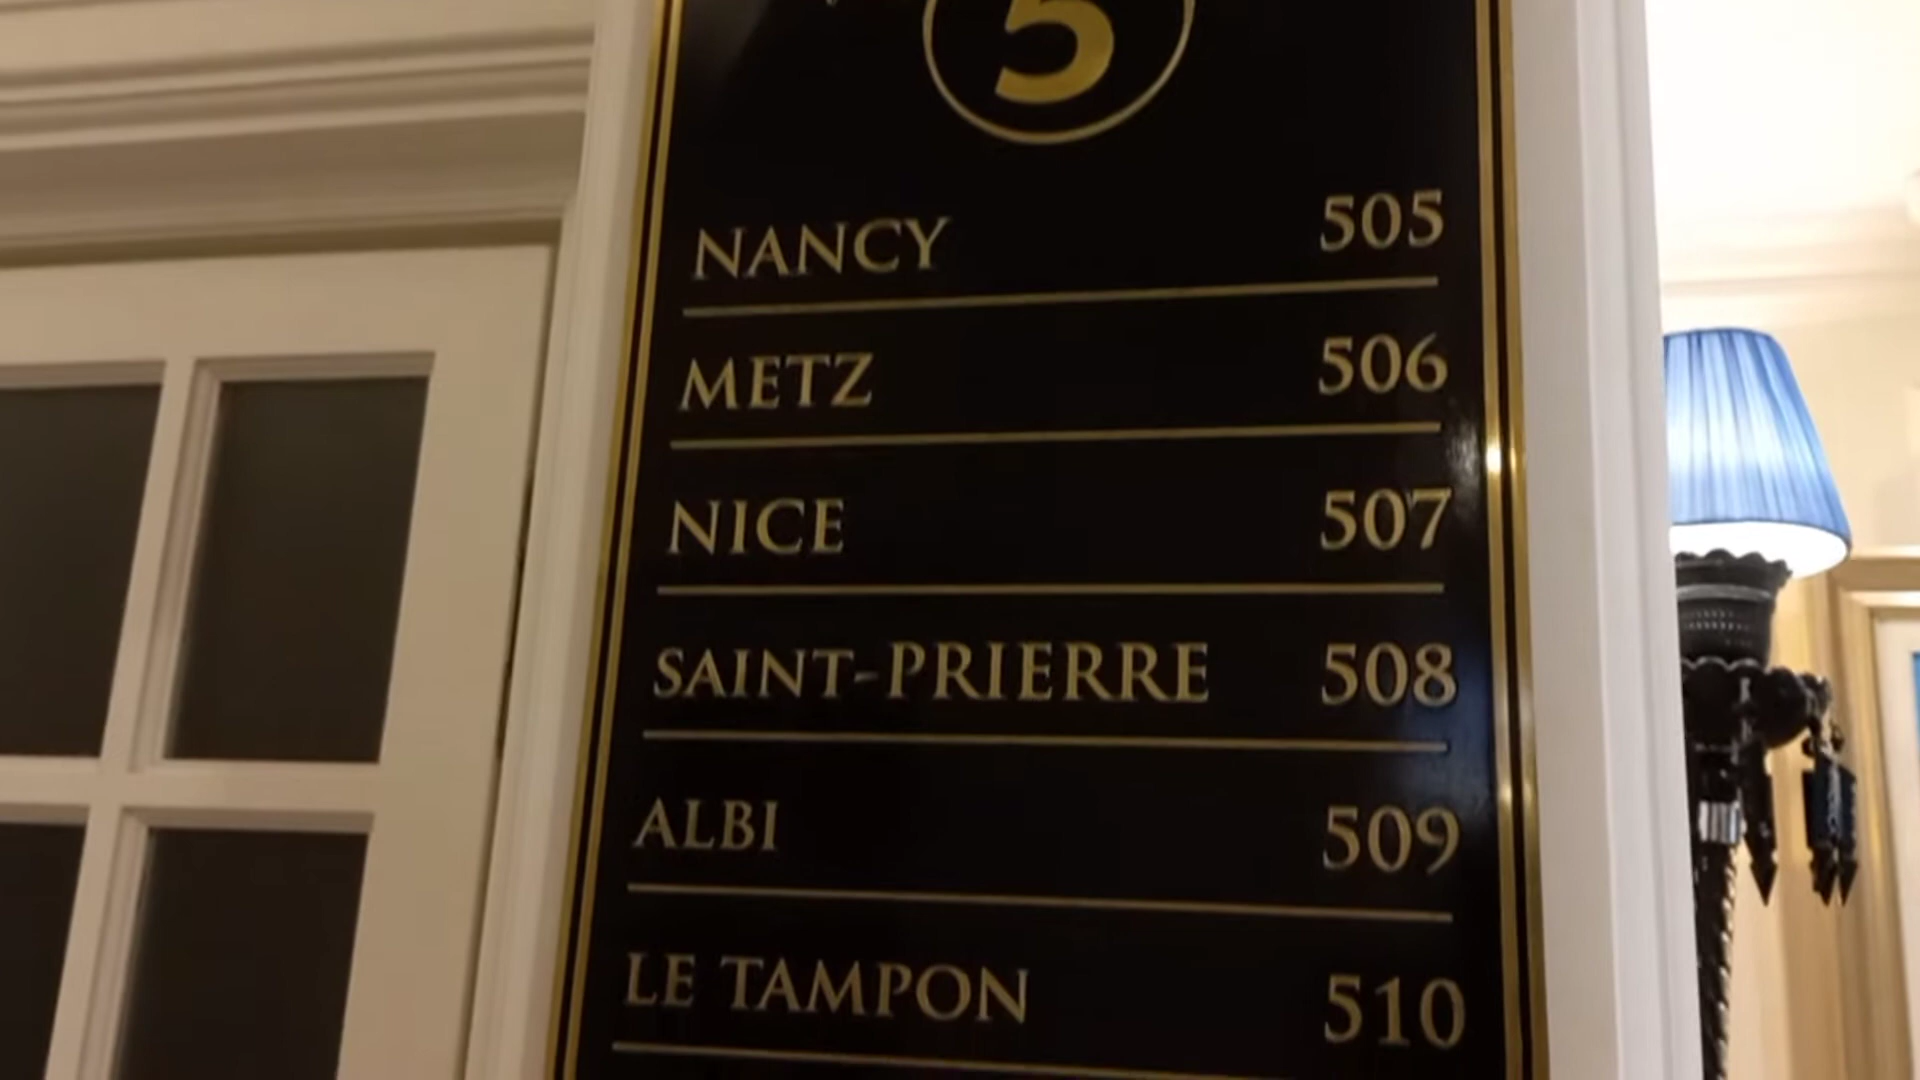 5
NANCY 505
METZ 506
NICE 507
SAINT-PRIERRE 508
ALBI 509
LE TAMPON 510